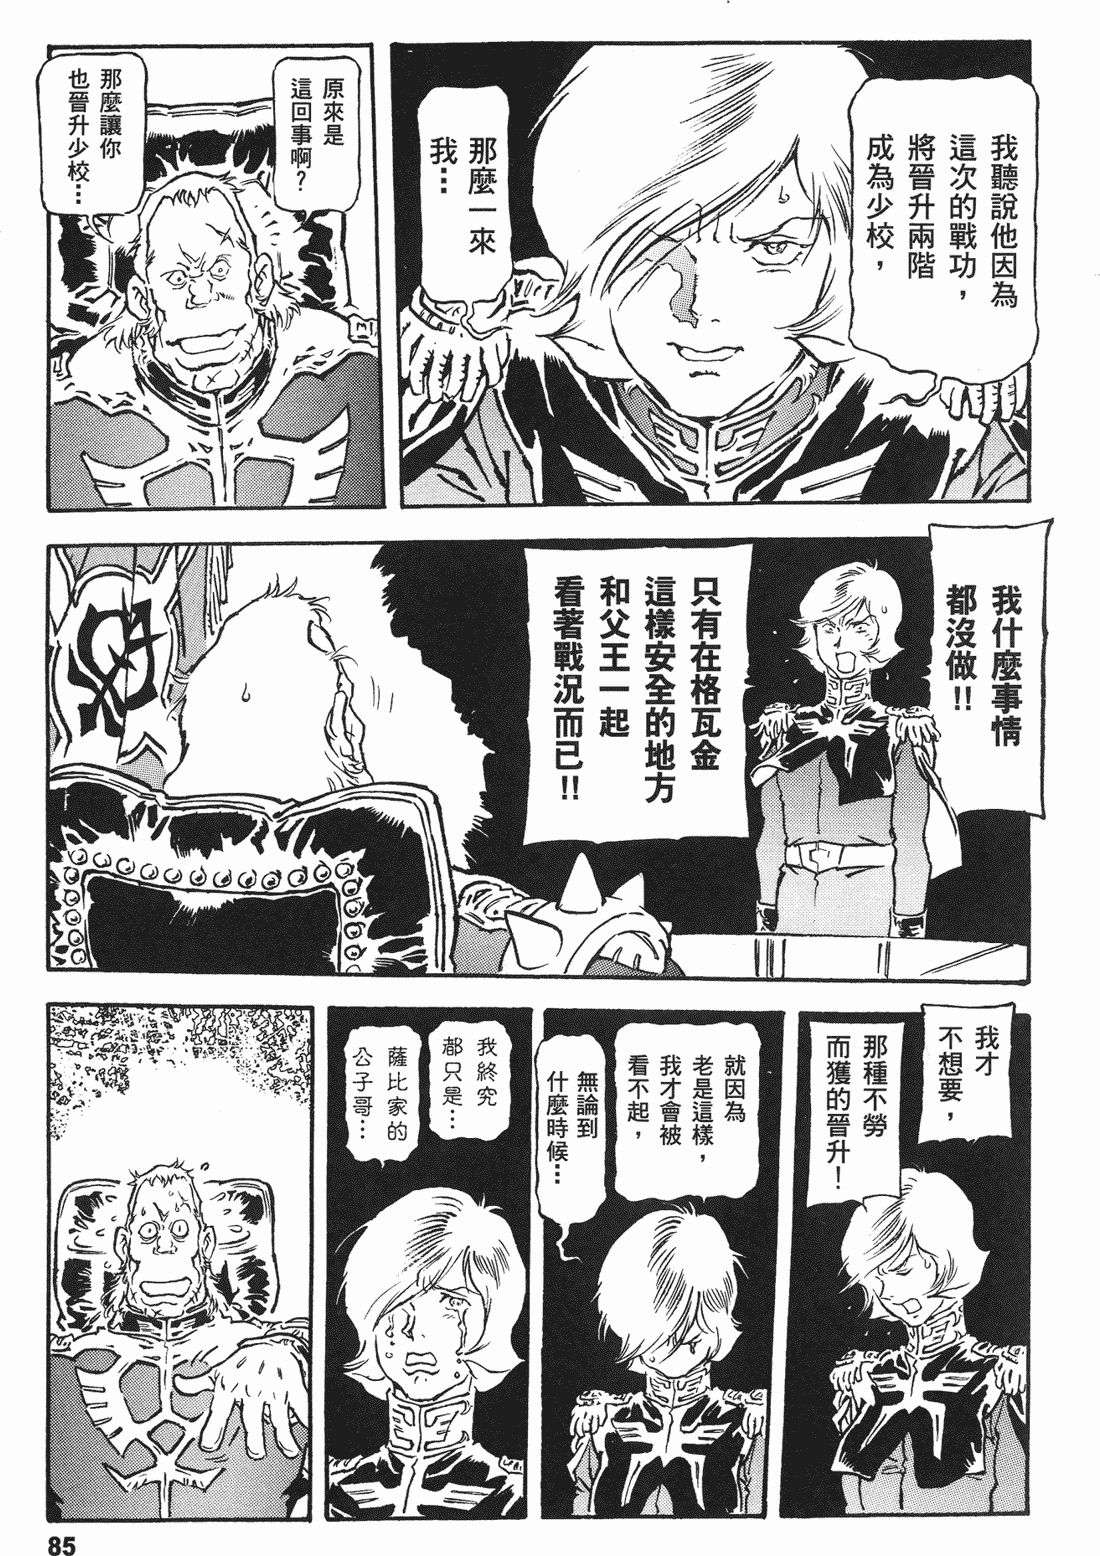 我聽說他因為
這次的戰功，
將晉升兩階
成為少校，
那麼一來
我…
原來是
這回事啊？
那麼讓你
也晉升少校…
我什麼事情
都沒做!!
只有在格瓦金
這樣安全的地方
和父王一起
看著戰況而已!!
我才
不想要，
那種不勞
而獲的晉升！
就因為
老是這樣，
我才會被
看不起，
無論到
什麼時候…
我終究
都只是…
薩比家的
公子哥…
85